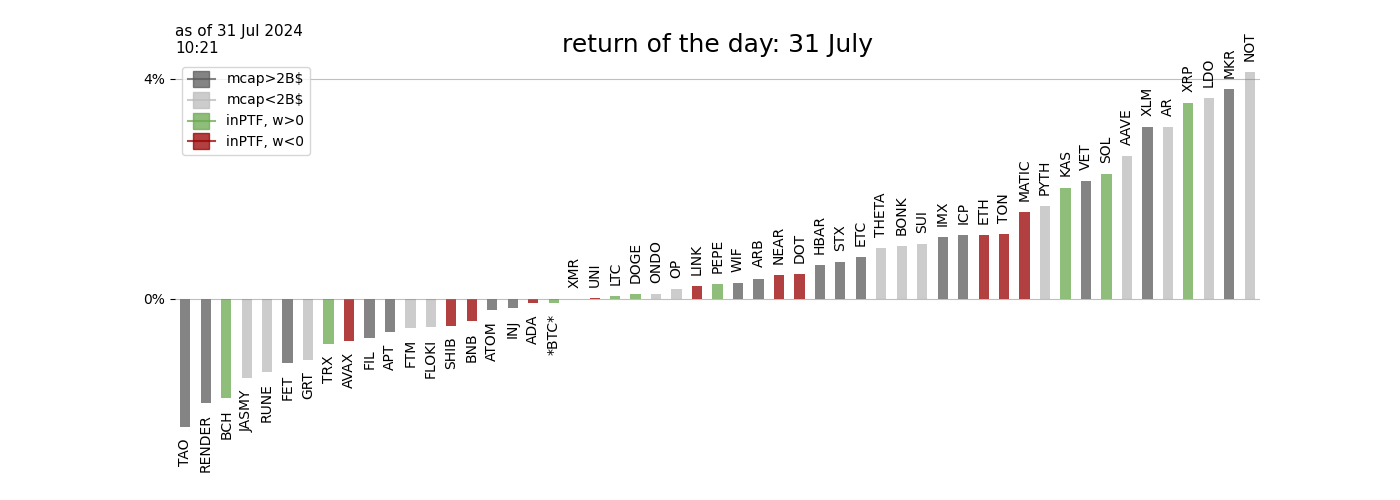 as of 31 Jul 2024
10:21
return of the day: 31 July
mcap>2B$
mcap<2B$
inPTF, w>0
inPTF, w<0
4%
0%
TAO
RENDER
BCH
JASMY
RUNE
FET
GRT
TRX
AVAX
FIL
APT
FTM
FLOKI
SHIB
BNB
ATOM
INJ
ADA
*BTC*
XMR
UNI
LTC
DOGE
ONDO
OP
LINK
PEPE
WIF
ARB
NEAR
DOT
HBAR
STX
ETC
THETA
BONK
SUI
IMX
ICP
ETH
TON
MATIC
PYTH
KAS
VET
SOL
AAVE
XLM
AR
XRP
LDO
MKR
NOT